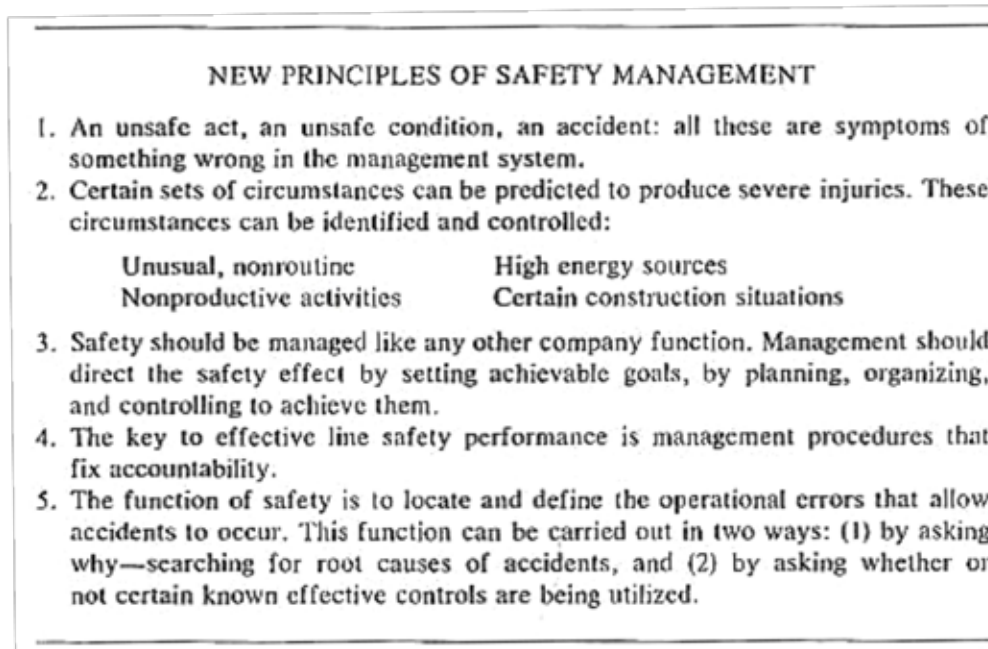 NEW PRINCIPLES OF SAFETY MANAGEMENT
1. An unsafe act, an unsafe condition, an accident: all these are symptoms of
something wrong in the management system.
2. Certain sets of circumstances can be predicted to produce severe injuries. These
circumstances can be identified and controlled:
Unusual, nonroutine High energy sources
Nonproductive activities Certain construction situations
3. Safety should be managed like any other company function. Management should
direct the safety effect by setting achievable goals, by planning, organizing,
and controlling to achieve them.
4. The key to effective line safety performance is management procedures that
fix accountability.
5. The function of safety is to locate and define the operational errors that allow
accidents to occur. This function can be carried out in two ways: (1) by asking
why—searching for root causes of accidents, and (2) by asking whether or
not certain known effective controls are being utilized.